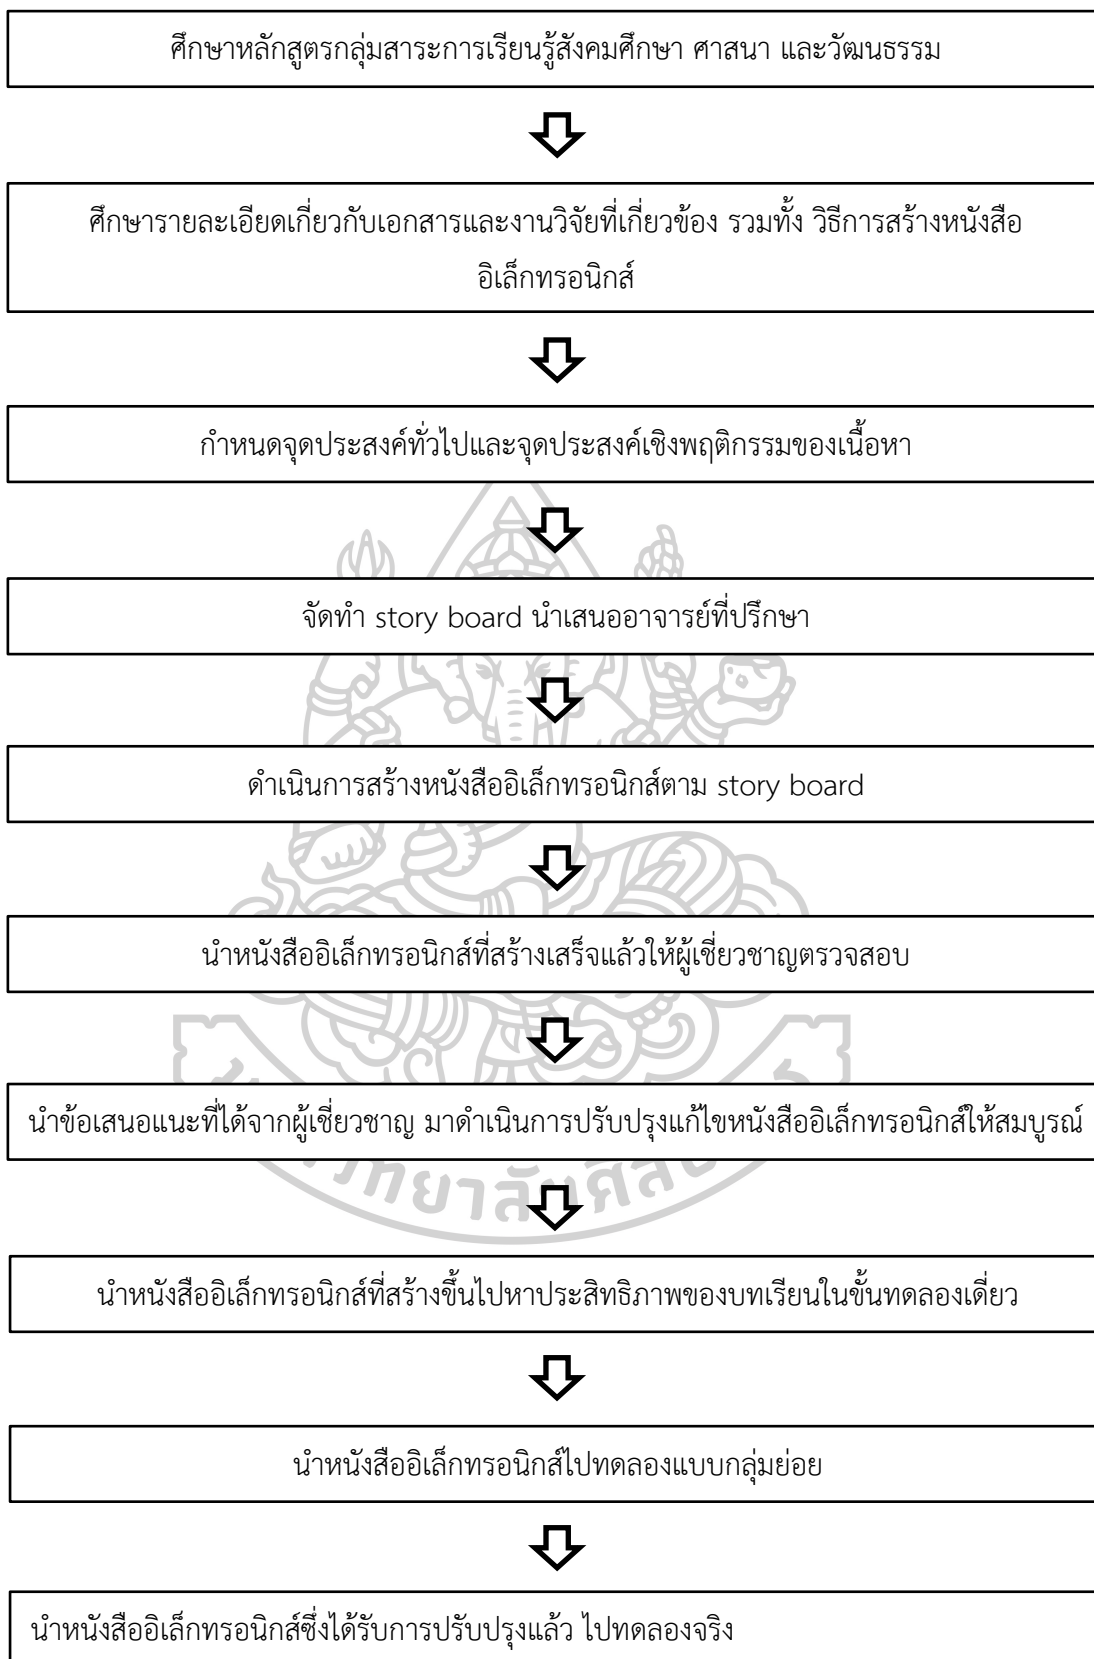 ศึกษาหลักสูตรกลุ่มสาระการเรียนรู้สังคมศึกษา ศาสนา และวัฒนธรรม
ศึกษารายละเอียดเกี่ยวกับเอกสารและงานวิจัยที่เกี่ยวข้อง รวมทั้ง วิธีการสร้างหนังสือ
อิเล็กทรอนิกส์
กำหนดจุดประสงค์ทั่วไปและจุดประสงค์เชิงพฤติกรรมของเนื้อหา
จัดทำ story board นำเสนออาจารย์ที่ปรึกษา
ดำเนินการสร้างหนังสืออิเล็กทรอนิกส์ตาม story board
นำหนังสืออิเล็กทรอนิกส์ที่สร้างเสร็จแล้วให้ผู้เชี่ยวชาญตรวจสอบ
นำข้อเสนอแนะที่ได้จากผู้เชี่ยวชาญ มาดำเนินการปรับปรุงแก้ไขหนังสืออิเล็กทรอนิกส์ให้สมบูรณ์
นำหนังสืออิเล็กทรอนิกส์ที่สร้างขึ้นไปหาประสิทธิภาพของบทเรียนในขั้นทดลองเดี่ยว
นำหนังสืออิเล็กทรอนิกส์ไปทดลองแบบกลุ่มย่อย
นำหนังสืออิเล็กทรอนิกส์ซึ่งได้รับการปรับปรุงแล้ว ไปทดลองจริง